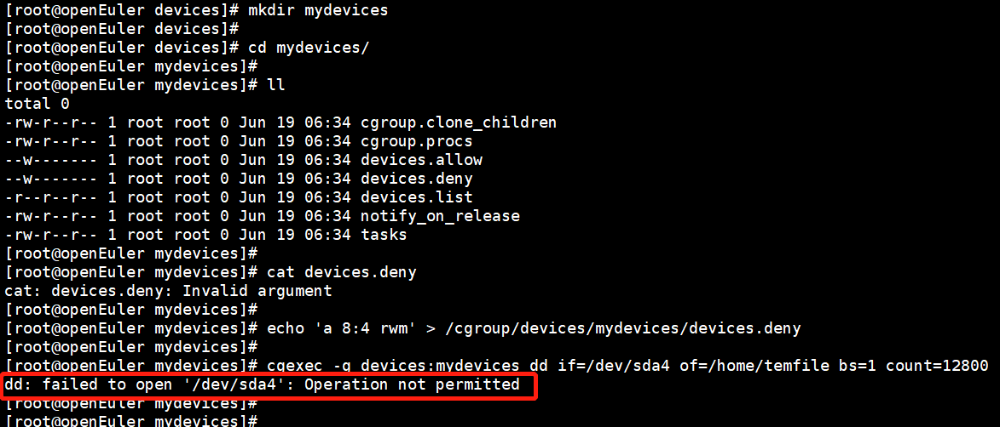 [root@openEuler devices]# mkdir mydevices
[root@openEuler devices]#
[root@openEuler devices]# cd mydevices/
[root@openEuler mydevices]#
[root@openEuler mydevices]# ll
total 0
-rw-r--r-- 1 root root 0 Jun 19 06:34 cgroup.clone_children
-rw-r--r-- 1 root root 0 Jun 19 06:34 cgroup.procs
--w------- 1 root root 0 Jun 19 06:34 devices.allow
--w------- 1 root root 0 Jun 19 06:34 devices.deny
-r--r--r-- 1 root root 0 Jun 19 06:34 devices.list
-rw-r--r-- 1 root root 0 Jun 19 06:34 notify_on_release
-rw-r--r-- 1 root root 0 Jun 19 06:34 tasks
[root@openEuler mydevices]#
[root@openEuler mydevices]# cat devices.deny
cat: devices.deny: Invalid argument
[root@openEuler mydevices]#
[root@openEuler mydevices]# echo 'a 8:4 rwm' > /cgroup/devices/mydevices/devices.deny
[root@openEuler mydevices]#
[root@openEuler mydevices]# cgexec -g devices:mydevices dd if=/dev/sda4 of=/home/temfile bs=1 count=12800
dd: failed to open '/dev/sda4': Operation not permitted
[root@openEuler mydevices]#
[root@openEuler mydevices]#